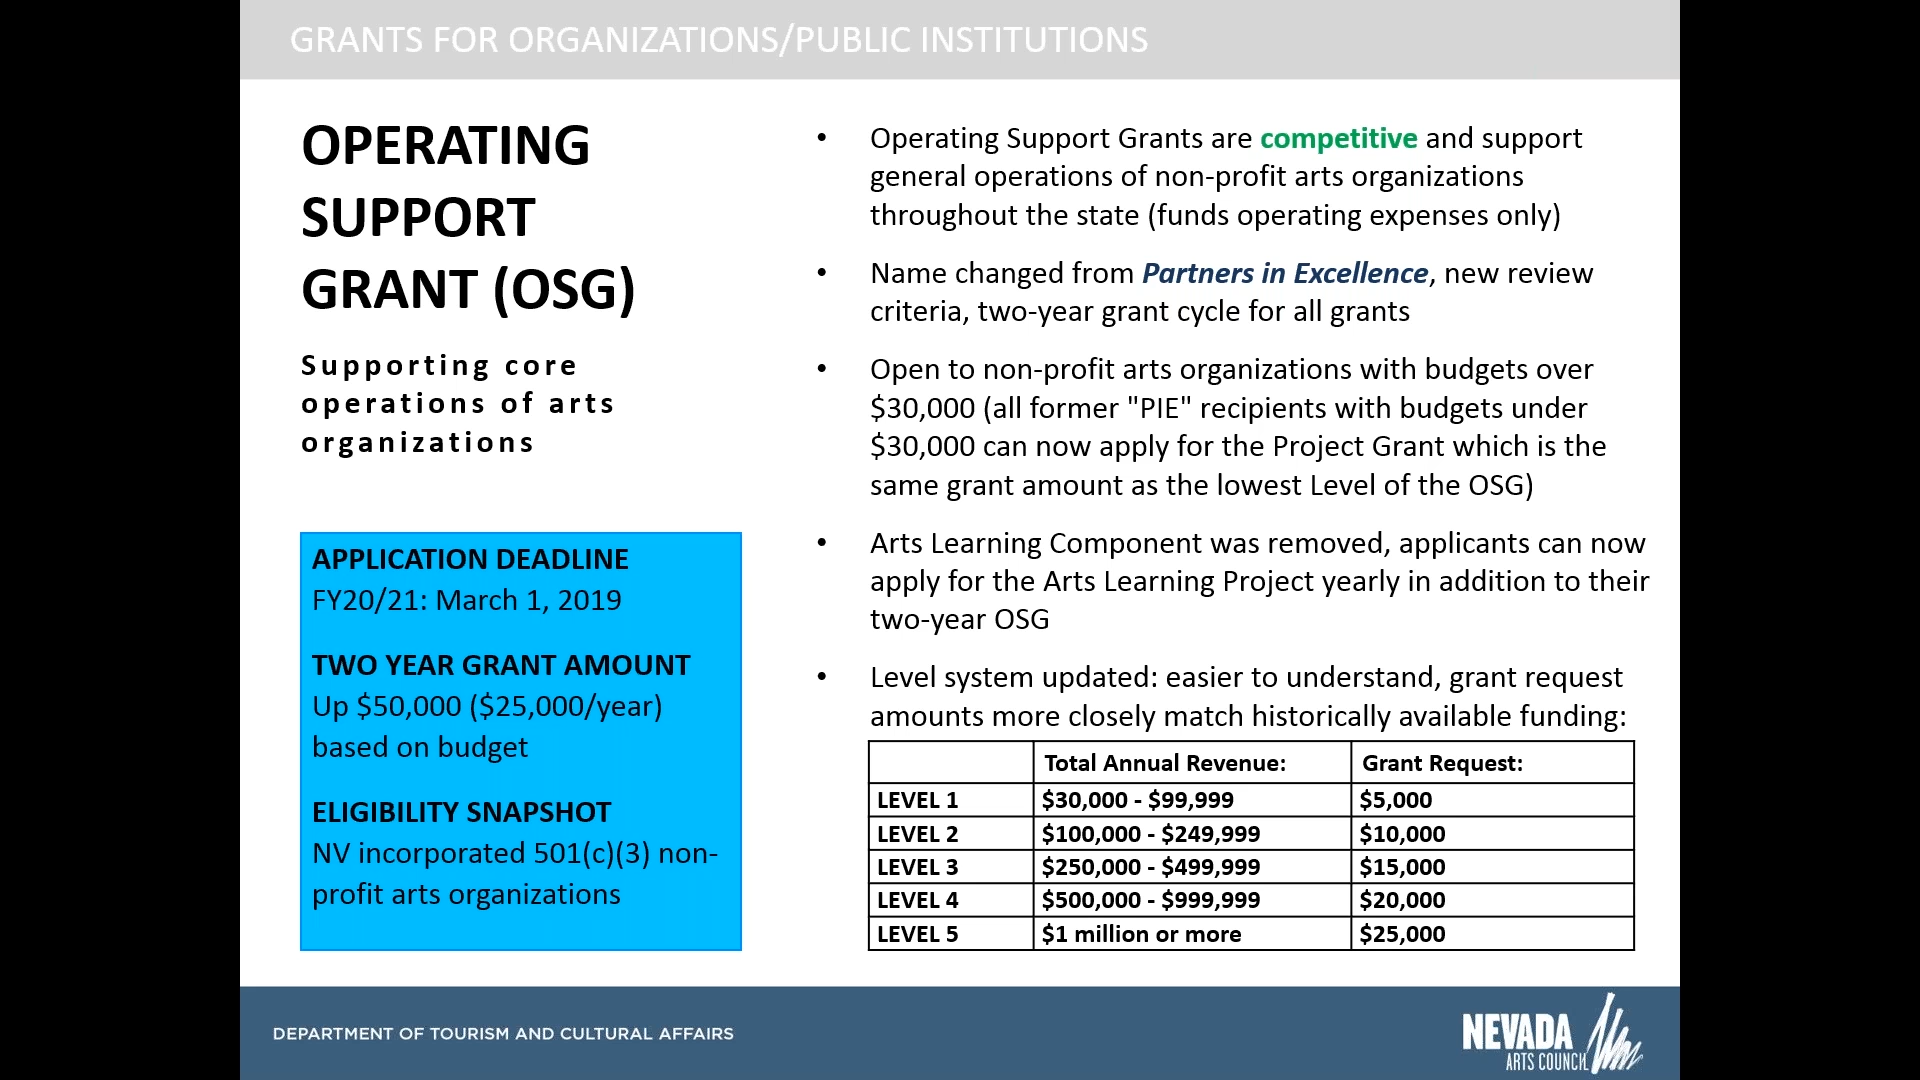 GRANTS FOR ORGANIZATIONS/PUBLIC INSTITUTIONS
OPERATING
SUPPORT
GRANT (OSG)
Supporting core
operations of arts
organizations
APPLICATION DEADLINE
FY20/21: March 1, 2019
TWO YEAR GRANT AMOUNT
Up $50,000 ($25,000/year)
based on budget
ELIGIBILITY SNAPSHOT
NV incorporated 501(c)(3) non-
profit arts organizations
• Operating Support Grants are competitive and support
general operations of non-profit arts organizations
throughout the state (funds operating expenses only)
• Name changed from Partners in Excellence, new review
criteria, two-year grant cycle for all grants
• Open to non-profit arts organizations with budgets over
$30,000 (all former "PIE" recipients with budgets under
$30,000 can now apply for the Project Grant which is the
same grant amount as the lowest Level of the OSG)
• Arts Learning Component was removed, applicants can now
apply for the Arts Learning Project yearly in addition to their
two-year OSG
• Level system updated: easier to understand, grant request
amounts more closely match historically available funding:
Total Annual Revenue: Grant Request:
LEVEL 1 $30,000 - $99,999 $5,000
LEVEL 2 $100,000 - $249,999 $10,000
LEVEL 3 $250,000 - $499,999 $15,000
LEVEL 4 $500,000 - $999,999 $20,000
LEVEL 5 $1 million or more $25,000
DEPARTMENT OF TOURISM AND CULTURAL AFFAIRS
NEVADA
ARTS COUNCIL